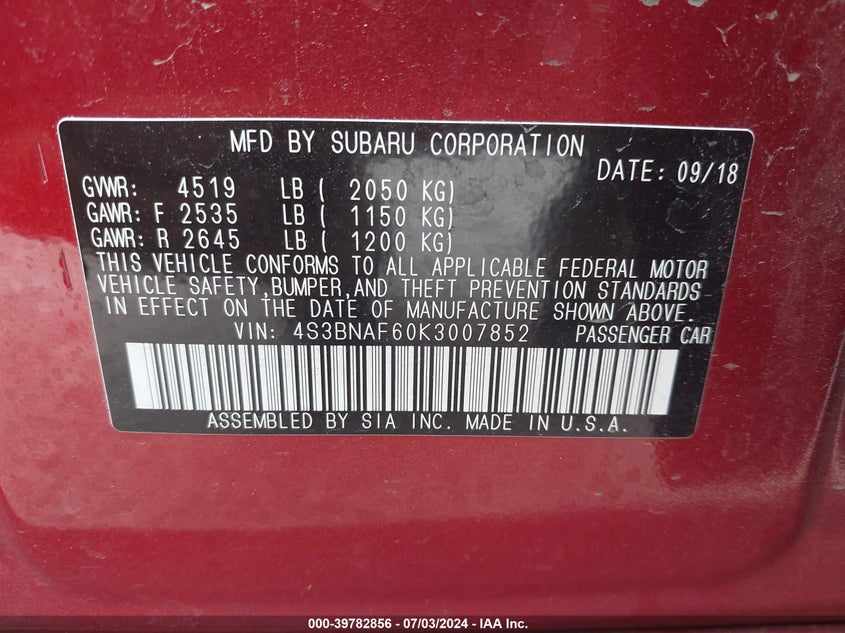 MFD BY SUBARU CORPORATION
DATE: 09/18
GVWR: 4519 LB ( 2050 KG)
GAWR: F 2535 LB ( 1150 KG)
GAWR: R 2645 LB ( 1200 KG)
THIS VEHICLE CONFORMS TO ALL APPLICABLE FEDERAL MOTOR
VEHICLE SAFETY,BUMPER,AND THEFT PREVENTION STANDARDS
IN EFFECT ON THE DATE OF MANUFACTURE SHOWN ABOVE.
VIN: 4S3BNAF60K3007852 PASSENGER CAR
ASSEMBLED BY SIA INC. MADE IN U.S.A.
000-39782856 - 07/03/2024 - IAA Inc.